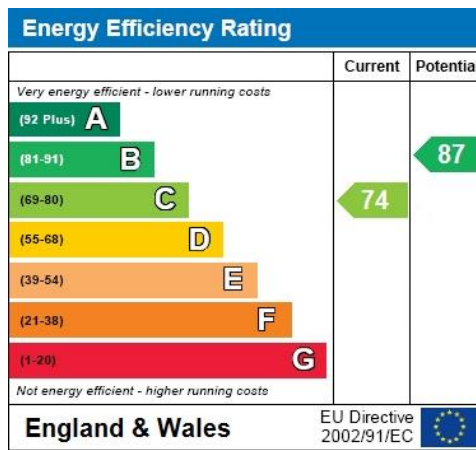 Energy Efficiency Rating
Current Potentia
Very energy efficient - lower running costs
(92 Plus) A
(81-91) B
87
(69-80) C
74
(55-68) D
(39-54) E
(21-38) F
(1-20) G
Not energy efficient - higher running costs
England & Wales
EU Directive
2002/91/EC